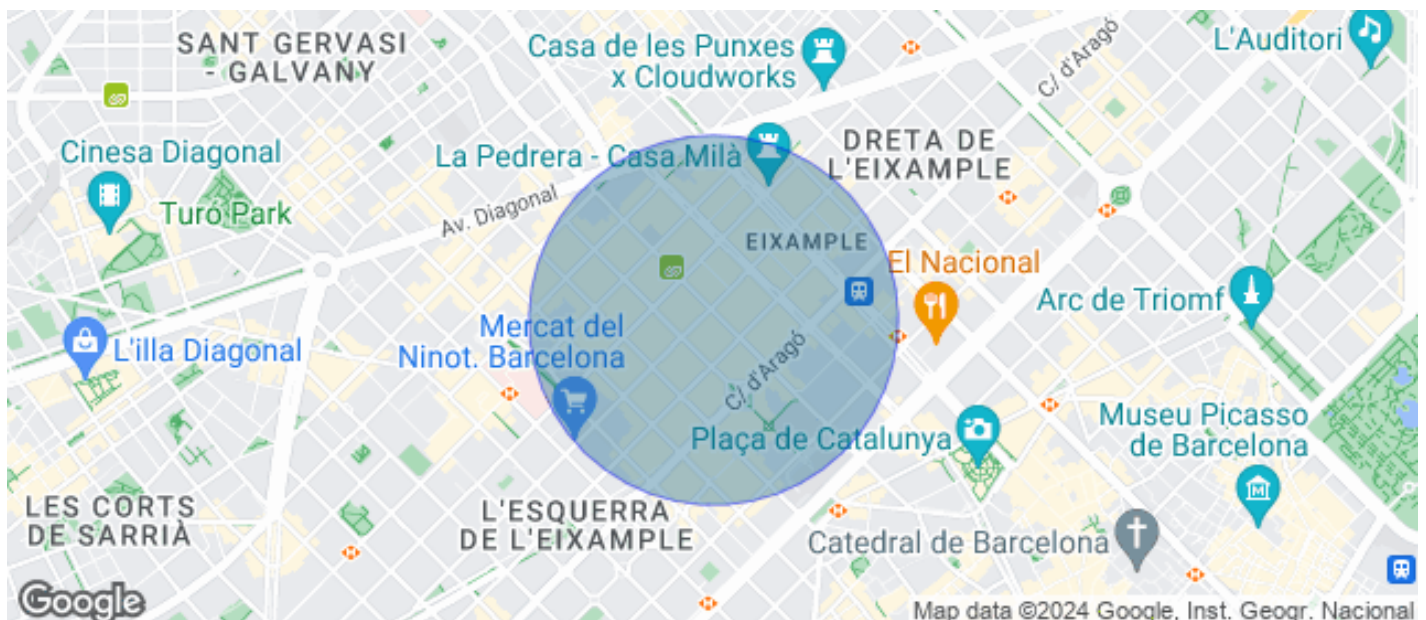 SANT GERVASI
- GALVANY
Casa de les Punxes
x Cloudworks
C/ d'Aragó
L'Auditori
Cinesa Diagonal
La Pedrera - Casa Milà
DRETA DE
L'EIXAMPLE
Turó Park
Av. Diagonal
EIXAMPLE
El Nacional
Arc de Triomf
L'illa Diagonal
Mercat del
Ninot. Barcelona
C/ d'Aragó
Plaça de Catalunya
Museu Picasso
de Barcelona
LES CORTS
DE SARRIÀ
L'ESQUERRA
DE L'EIXAMPLE
Catedral de Barcelona
Google
Map data ©2024 Google, Inst. Geogr. Nacional